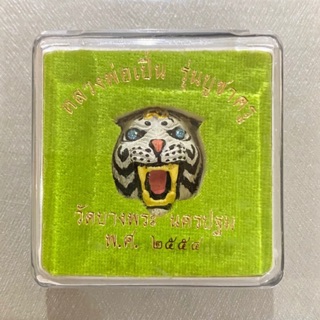 หลวงพ่อเปิ่น รุ่นบูชาครู
วัดบางพระ นครปฐม
พ.ศ. ๒๕๕๔